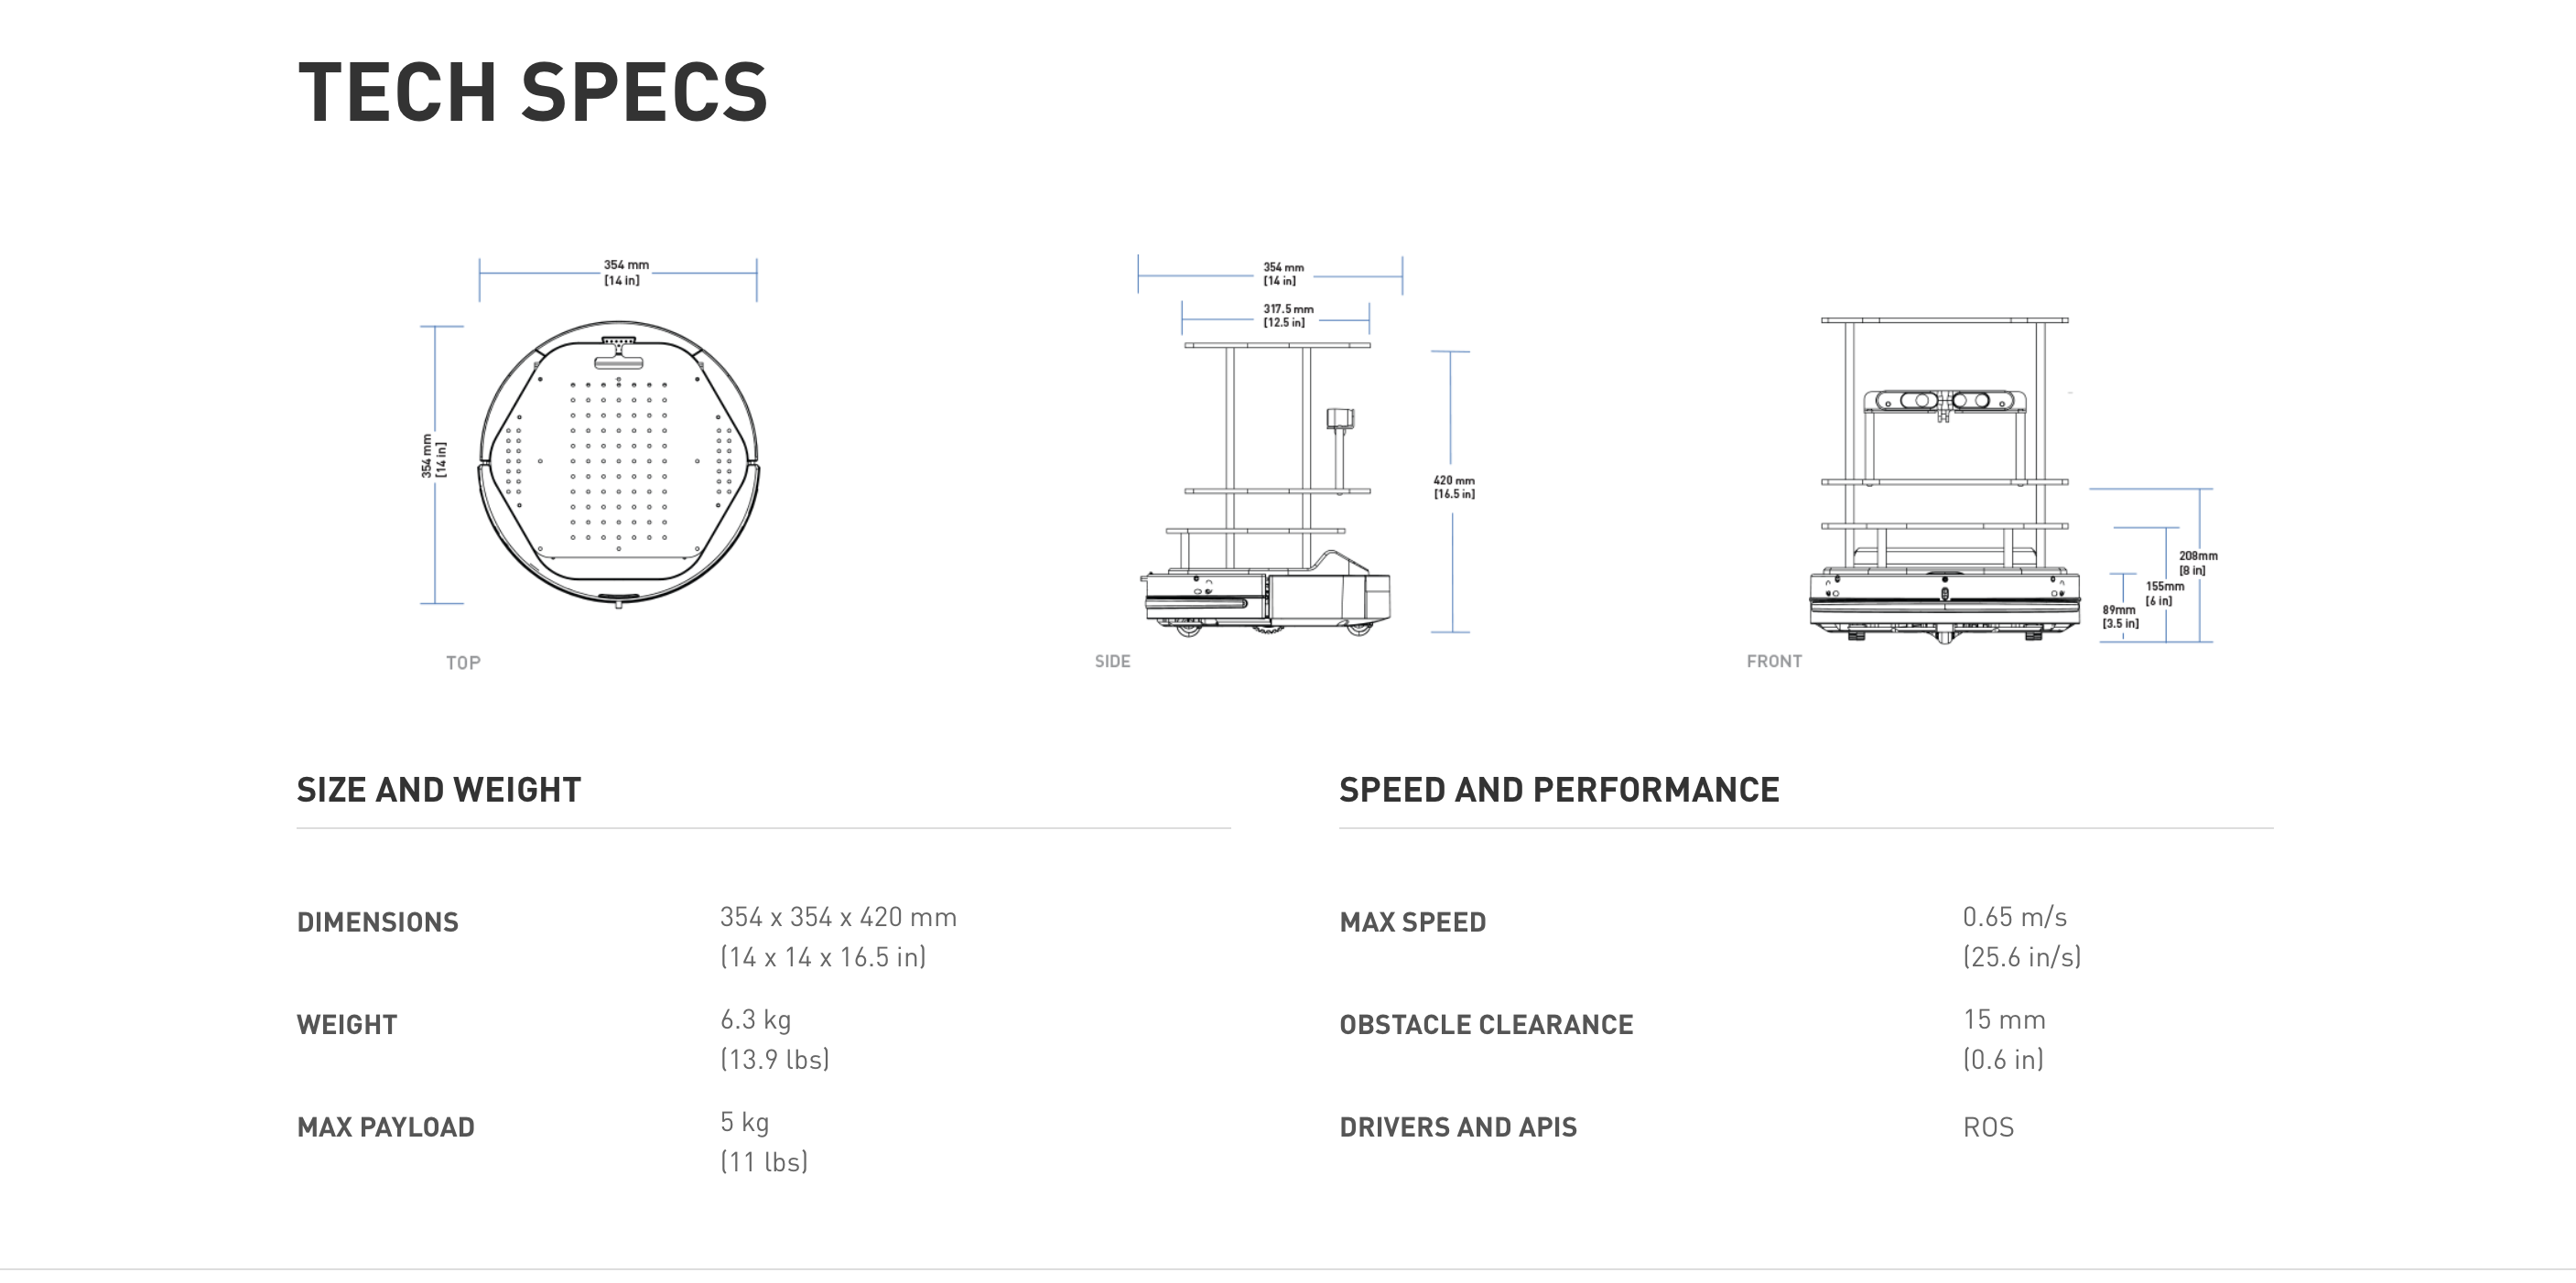 TECH SPECS
354 mm
[14 in]
354 mm
[14 in]
TOP
354 mm
[14 in]
317.5 mm
[12.5 in]
420 mm
[16.5 in]
SIDE
208mm
[8 in]
155mm
[6 in]
89mm
[3.5 in]
FRONT
SIZE AND WEIGHT
DIMENSIONS
354 x 354 x 420 mm
(14 x 14 x 16.5 in)
WEIGHT
6.3 kg
(13.9 lbs)
MAX PAYLOAD
5 kg
(11 lbs)
SPEED AND PERFORMANCE
MAX SPEED
0.65 m/s
(25.6 in/s)
OBSTACLE CLEARANCE
15 mm
(0.6 in)
DRIVERS AND APIS
ROS